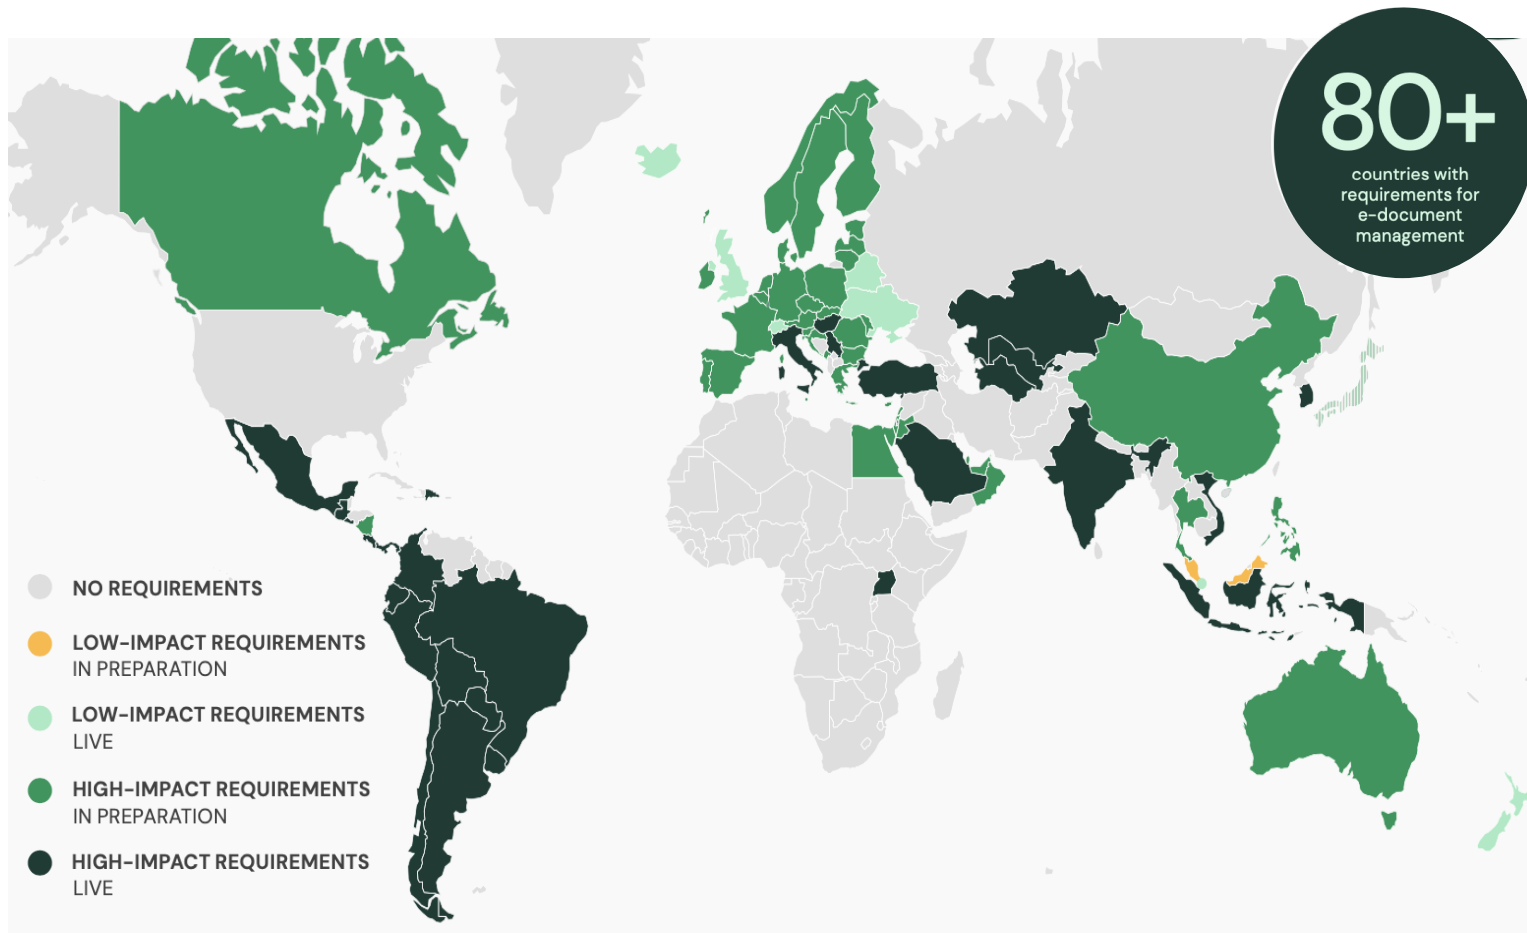 80+
countries with
requirements for
e-document
management
NO REQUIREMENTS
LOW-IMPACT REQUIREMENTS
IN PREPARATION
LOW-IMPACT REQUIREMENTS
LIVE
HIGH-IMPACT REQUIREMENTS
IN PREPARATION
HIGH-IMPACT REQUIREMENTS
LIVE